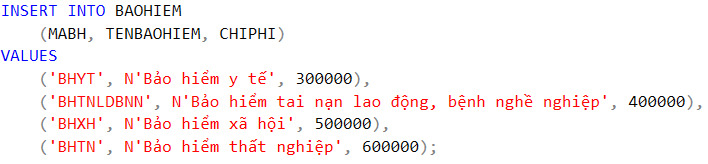 INSERT INTO BAOHIEM
(MABH, TENBAOHIEM, CHIPHI)
VALUES
('BHYT', N'Bảo hiểm y tế', 300000),
('BHTNLDBNN', N'Bảo hiểm tai nạn lao động, bệnh nghề nghiệp', 400000),
('BHXH', N'Bảo hiểm xã hội', 500000),
('BHTN', N'Bảo hiểm thất nghiệp', 600000);